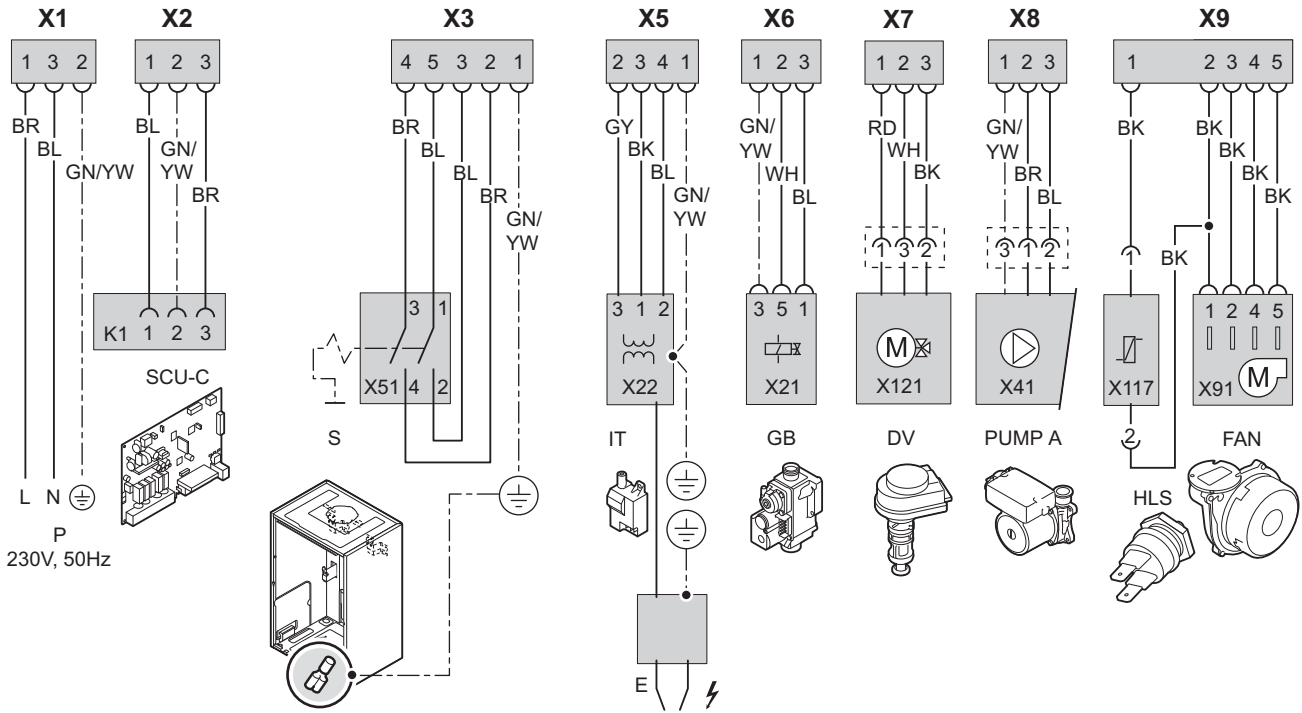 X1 X2 X3 X5 X6 X7 X8 X9
1 3 2 1 2 3 4 5 3 2 1 2 3 4 1 1 2 3 1 2 3 1 2 3 1 2 3 4 5
BR BL BR GY GN/ RD GN/ BK BK
BL GN/ BL BK YW WH YW BK
GN/YW YW BL BL WH BK BR BK
BR BR GN/ BL BL BK
GN/ YW
YW
1 3 2 3 1 2 1 BK
K1 1 2 3 3 1 3 1 2 3 5 1 M 1 2 4 5
X51 4 2 X22 X21 X121 X41 X117 X91 M
SCU-C
S IT GB DV PUMP A 2 FAN
L N HLS
P
230V, 50Hz
E